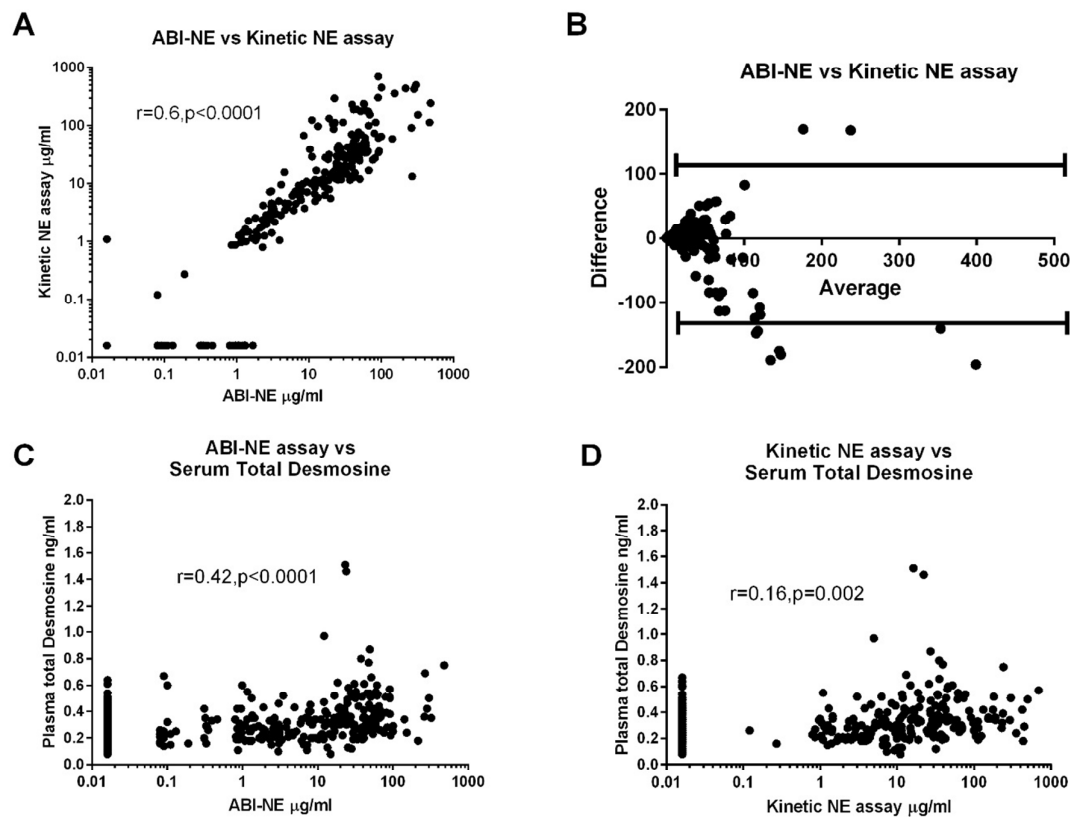 A
ABI-NE vs Kinetic NE assay
1000
100
10
1
0.1
0.01
Kinetic NE assay μg/ml
r=0.6,p<0.0001
0.01
0.1
1
10
100
1000
ABI-NE μg/ml
B
ABI-NE vs Kinetic NE assay
200
100
0
-100
-200
Difference
100
200
300
400
500
Average
C
ABI-NE assay vs
Serum Total Desmosine
2.0
1.8
1.6
1.4
1.2
1.0
0.8
0.6
0.4
0.2
0.0
Plasma total Desmosine ng/ml
r=0.42,p<0.0001
0.01
0.1
1
10
100
1000
ABI-NE μg/ml
D
Kinetic NE assay vs
Serum Total Desmosine
2.0
1.8
1.6
1.4
1.2
1.0
0.8
0.6
0.4
0.2
0.0
Plasma total Desmosine ng/ml
r=0.16,p=0.002
0.01
0.1
1
10
100
1000
Kinetic NE assay μg/ml